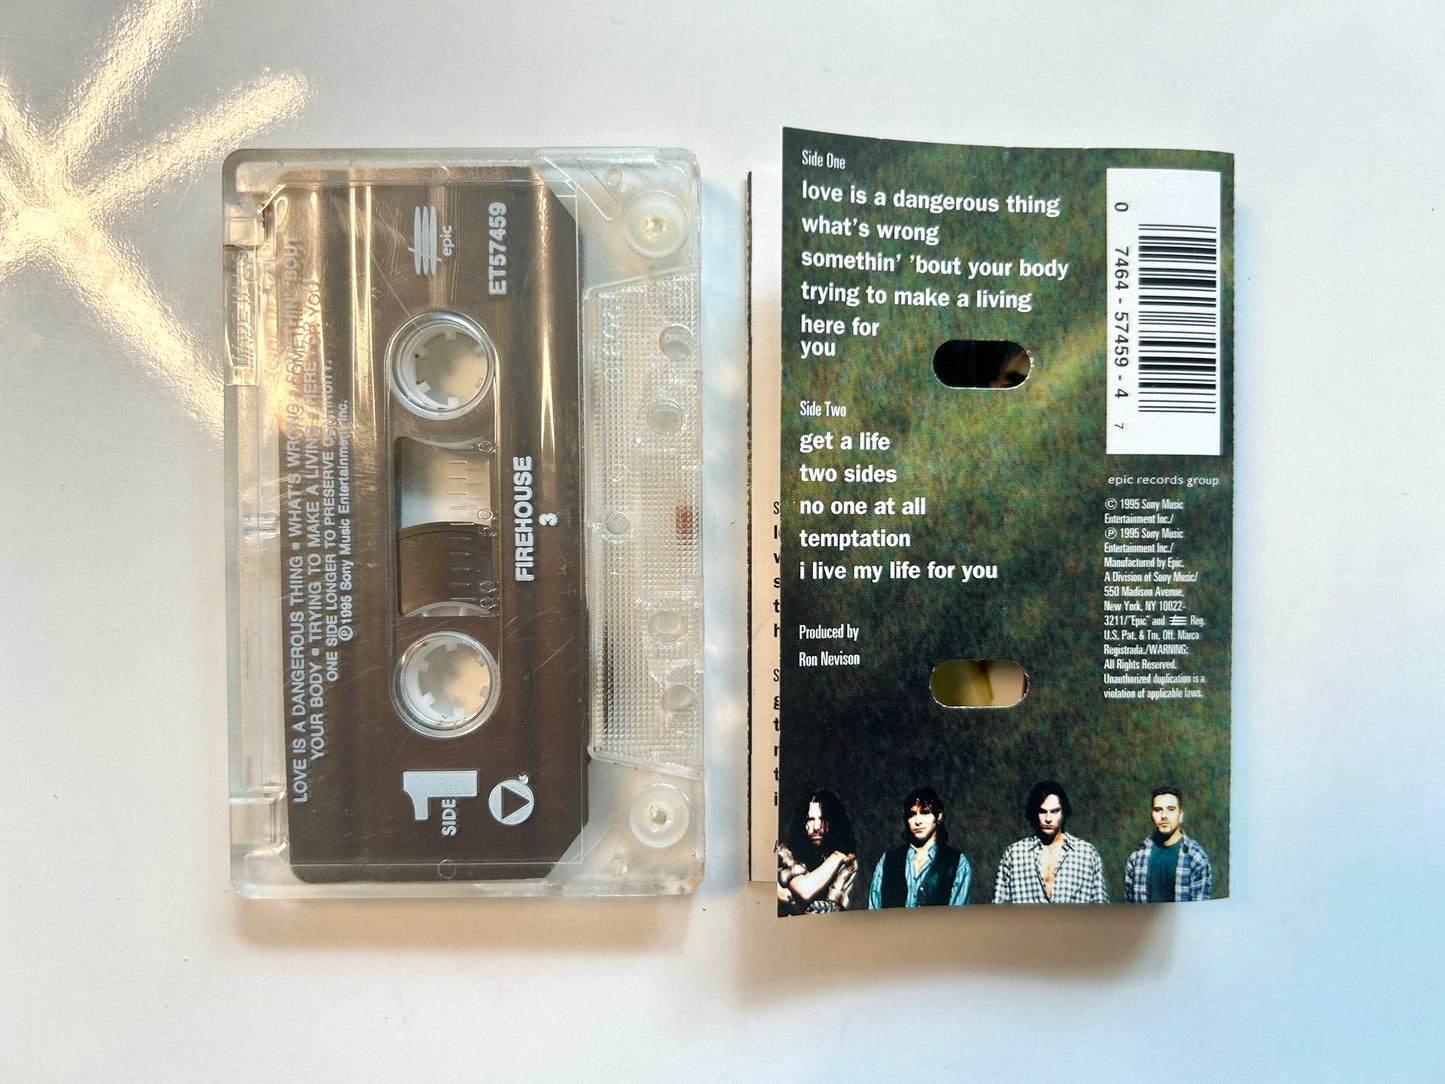 LOVE IS A DANGEROUS THING ▪ WHAT'S WRONG ▪ SOMETHIN' 'BOUT
YOUR BODY ▪ TRYING TO MAKE A LIVING ▪ HERE FOR YOU
ONE SIDE LONGER TO PRESERVE CONTINUITY.
℗1995 Sony Music Entertainment Inc.
epic
ET57459
0
50
100
FIREHOUSE
3
SIDE 1
Side One
love is a dangerous thing
what's wrong
somethin' 'bout your body
trying to make a living
here for
you
Side Two
get a life
two sides
no one at all
temptation
i live my life for you
Produced by
Ron Nevison
0 7464 - 57459 - 4 7
epic records group
© 1995 Sony Music
Entertainment Inc./
℗ 1995 Sony Music
Entertainment Inc./
Manufactured by Epic.
A Division of Sony Music/
550 Madison Avenue,
New York, NY 10022-
3211/"Epic" and Reg.
U.S. Pat. & Tm. Off. Marca
Registrada./WARNING:
All Rights Reserved.
Unauthorized duplication is a
violation of applicable laws.